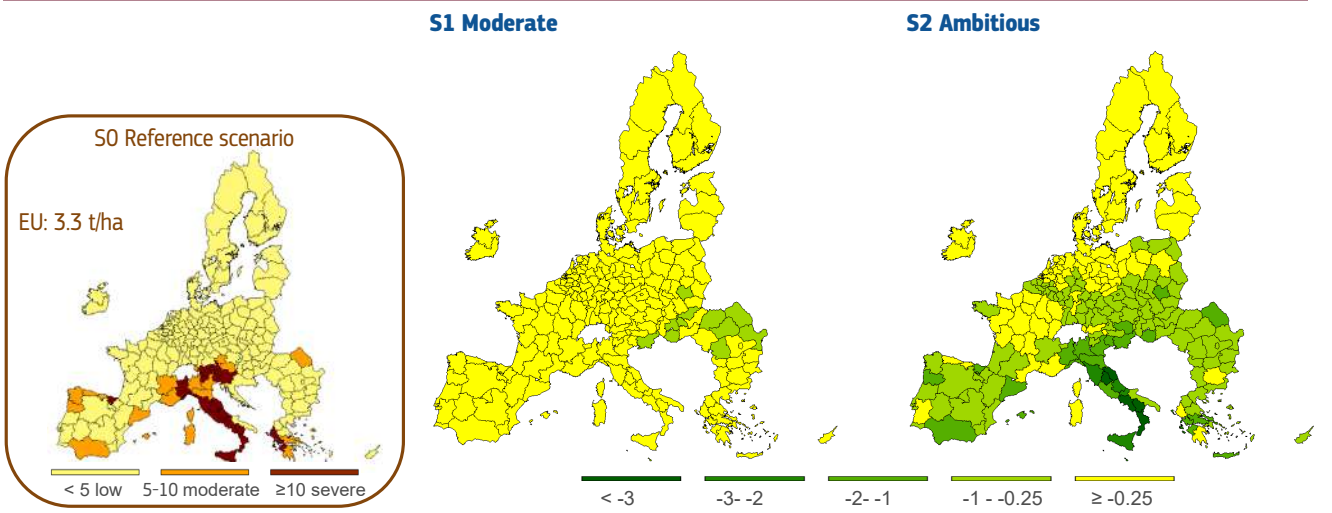 S1 Moderate
S2 Ambitious
S0 Reference scenario
EU: 3.3 t/ha
< 5 low
5-10 moderate
≥10 severe
< -3
-3- -2
-2- -1
-1 - -0.25
≥ -0.25